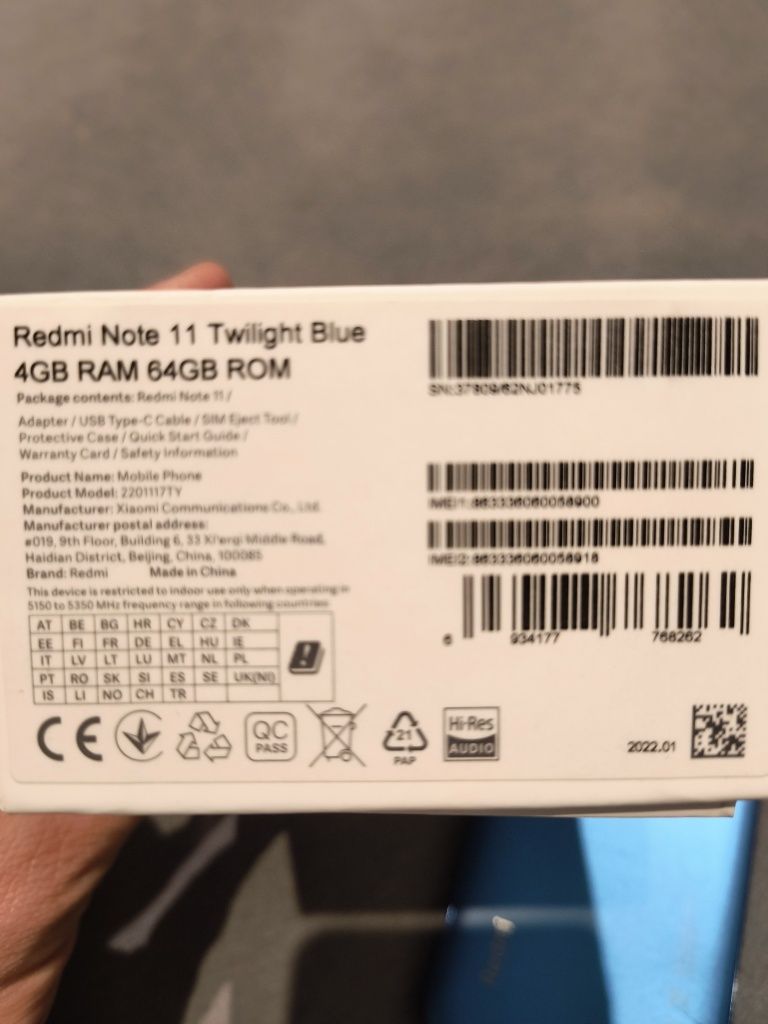 Redmi Note 11 Twilight Blue
4GB RAM 64GB ROM
Package contents: Redmi Note 11 /
Adapter / USB Type-C Cable / SIM Eject Tool /
Protective Case / Quick Start Guide /
Warranty Card / Safety Information
Product Name: Mobile Phone
Product Model: 2201117TY
Manufacturer: Xiaomi Communications Co., Ltd.
Manufacturer postal address:
#019, 9th Floor, Building 6, 33 Xi'erqi Middle Road,
Haidian District, Beijing, China, 100085
Brand: Redmi Made in China
This device is restricted to indoor use only when operating in
5150 to 5350 MHz frequency range in following countries
AT BE BG HR CY CZ DK
EE FI FR DE EL HU IE
IT LV LT LU MT NL PL
PT RO SK SI ES SE UK(NI)
IS LI NO CH TR
CE
QC
PASS
21
PAP
Hi-Res
AUDIO
SN:
IMEI1: 863336060058900
IMEI2: 863336060058918
6 934177 768262
2022.01